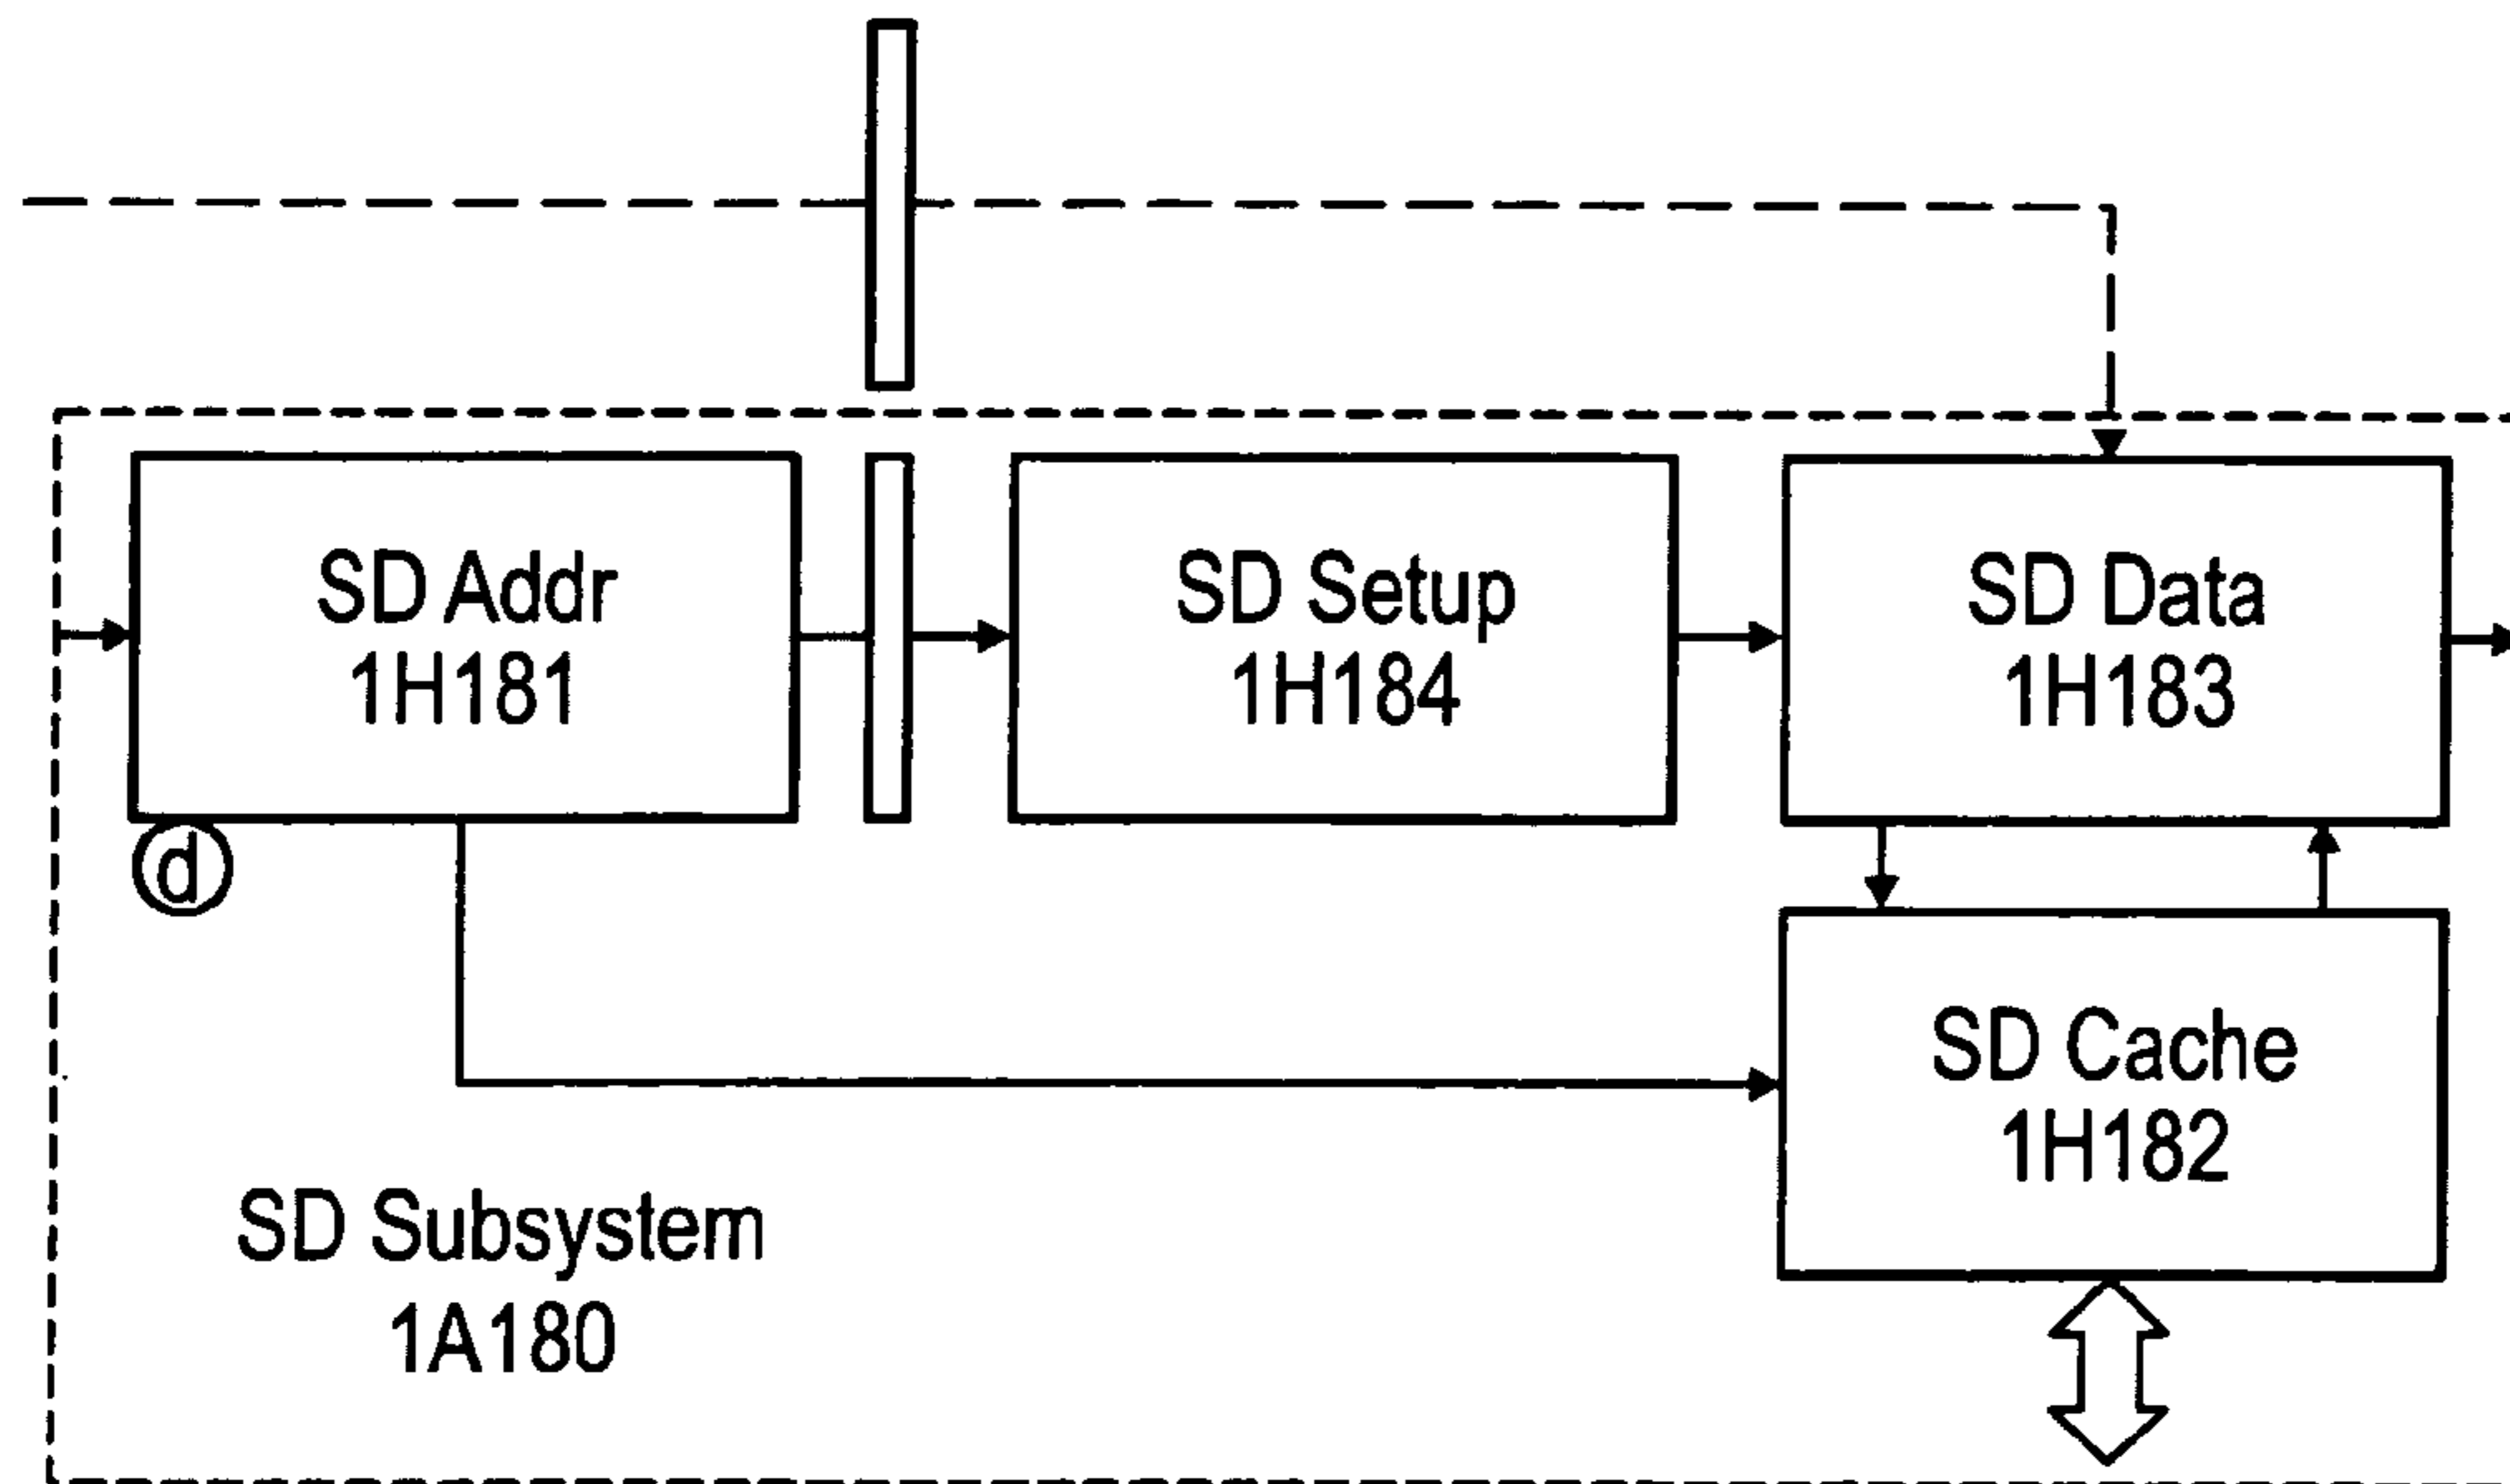 SD Addr
1H181
SD Setup
1H184
SD Data
1H183
d
SD Cache
1H182
SD Subsystem
1A180